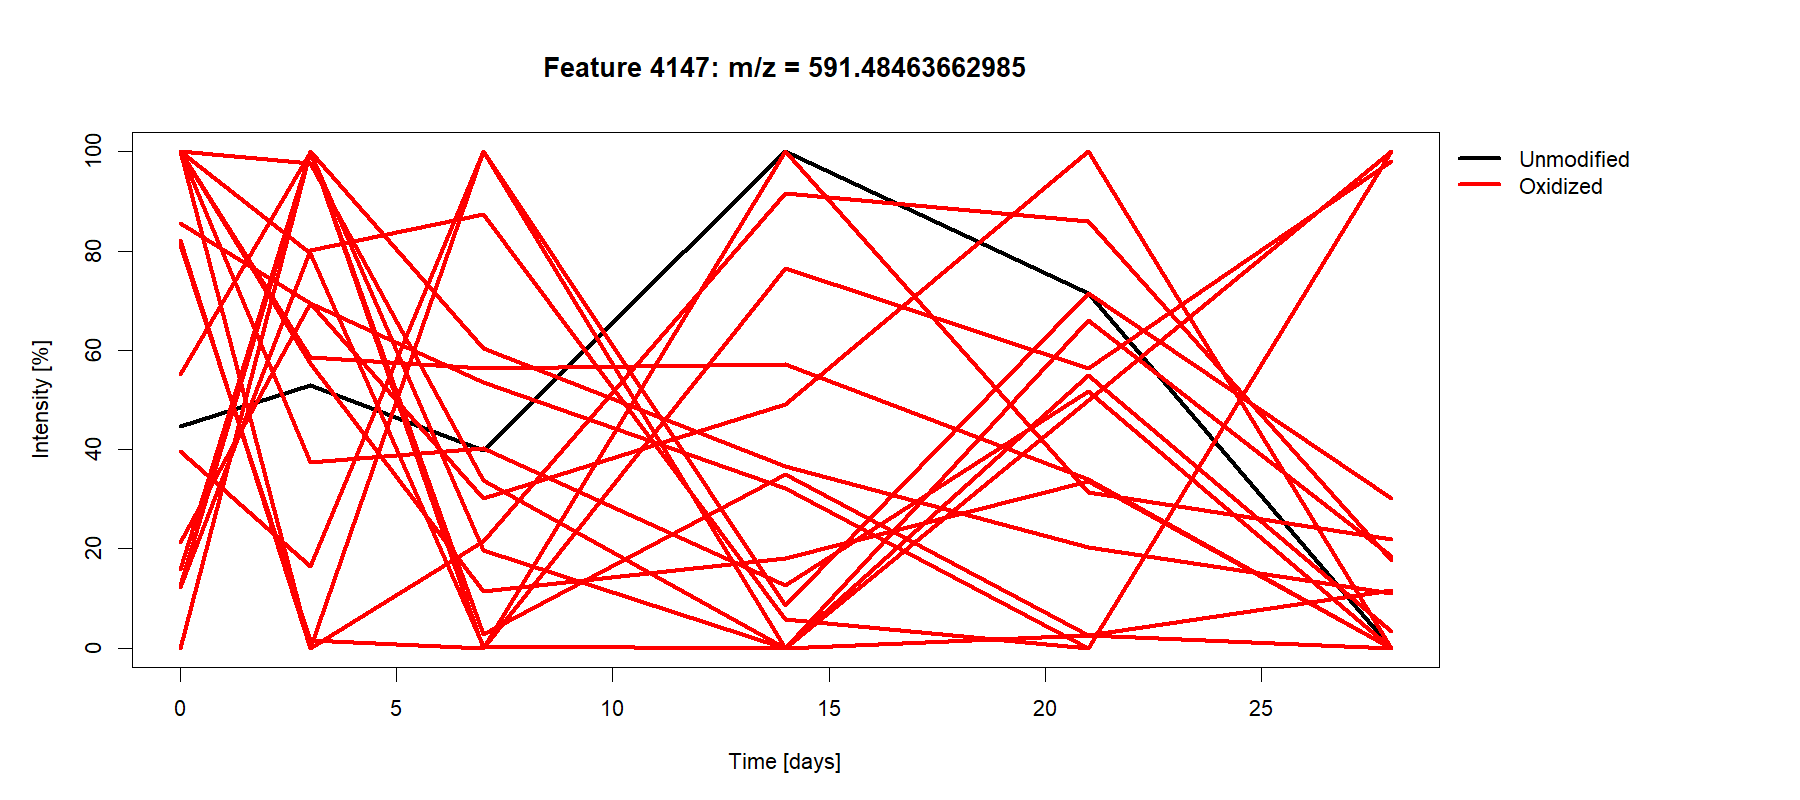 Feature 4147: m/z = 591.48463662985
Unmodified
Oxidized
Intensity [%]
100
80
60
40
20
0
0 5 10 15 20 25
Time [days]